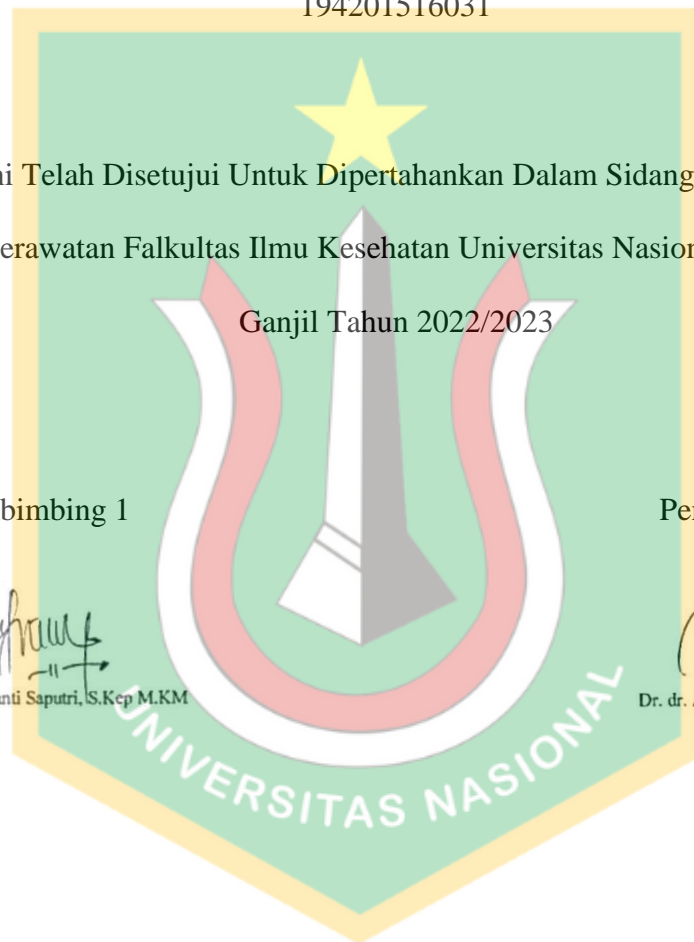 194201516031
ni Telah Disetujui Untuk Dipertahankan Dalam Sidang
erawatan Falkultas Ilmu Kesehatan Universitas Nasion
Ganjil Tahun 2022/2023
bimbing 1 Per
nti Saputri, S.Kep M.KM Dr. dr.
UNIVERSITAS NASIONAL